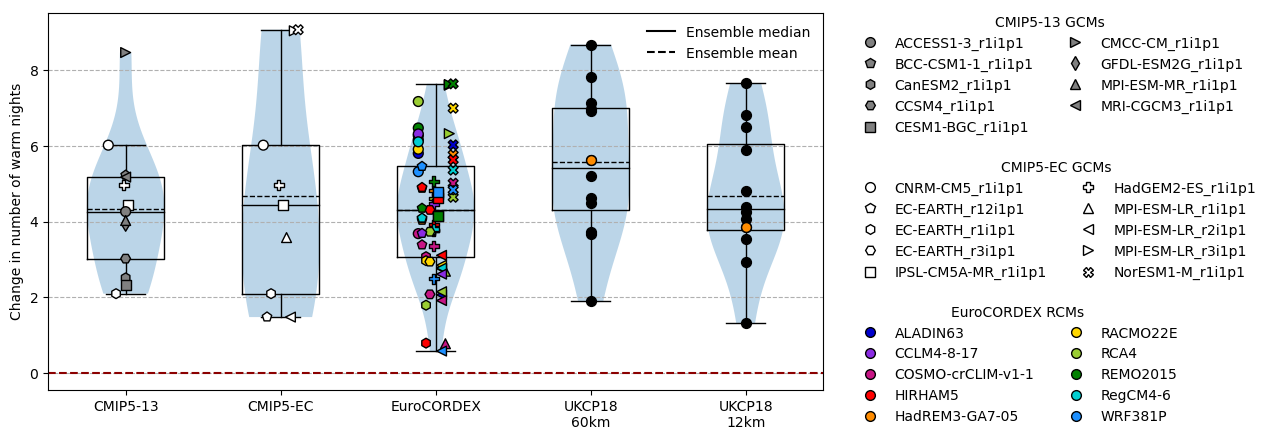 Change in number of warm nights
8
6
4
2
0
Ensemble median
Ensemble mean
CMIP5-13
CMIP5-EC
EuroCORDEX
UKCP18
60km
UKCP18
12km
CMIP5-13 GCMs
ACCESS1-3_r1i1p1
BCC-CSM1-1_r1i1p1
CanESM2_r1i1p1
CCSM4_r1i1p1
CESM1-BGC_r1i1p1
CMCC-CM_r1i1p1
GFDL-ESM2G_r1i1p1
MPI-ESM-MR_r1i1p1
MRI-CGCM3_r1i1p1
CMIP5-EC GCMs
CNRM-CM5_r1i1p1
EC-EARTH_r12i1p1
EC-EARTH_r1i1p1
EC-EARTH_r3i1p1
IPSL-CM5A-MR_r1i1p1
HadGEM2-ES_r1i1p1
MPI-ESM-LR_r1i1p1
MPI-ESM-LR_r2i1p1
MPI-ESM-LR_r3i1p1
NorESM1-M_r1i1p1
EuroCORDEX RCMs
ALADIN63
CCLM4-8-17
COSMO-crCLIM-v1-1
HIRHAM5
HadREM3-GA7-05
RACMO22E
RCA4
REMO2015
RegCM4-6
WRF381P